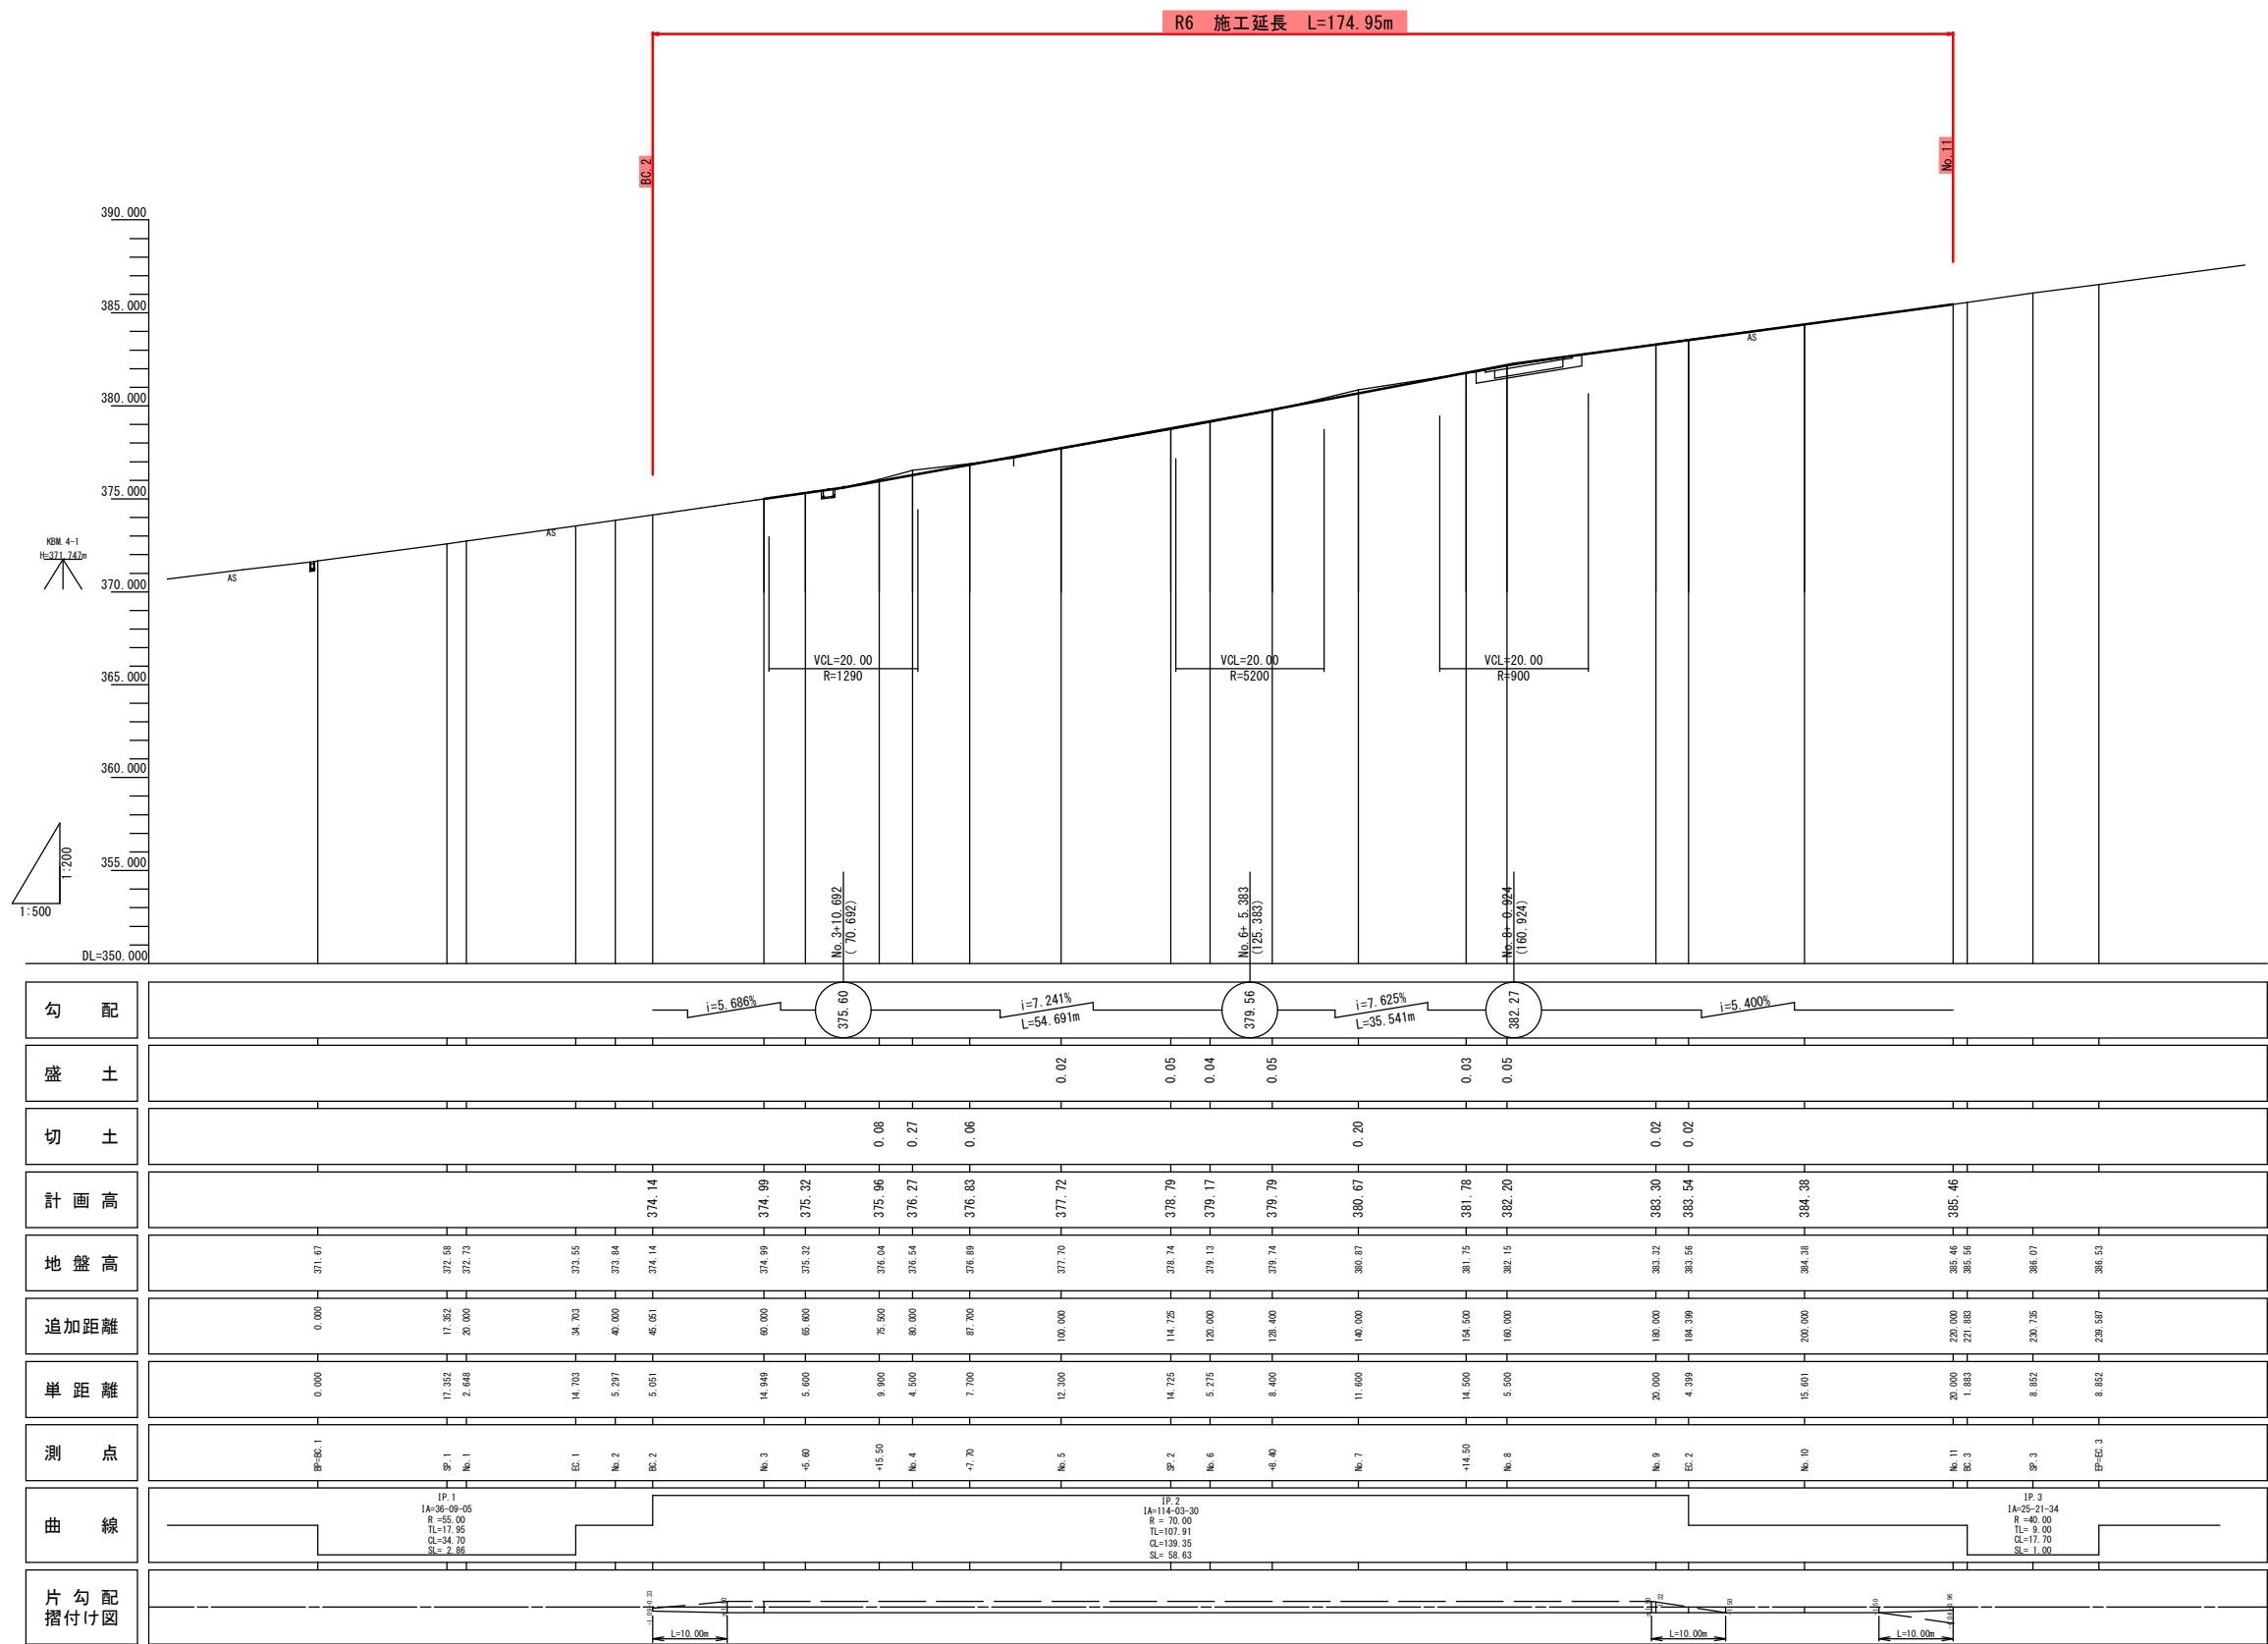 R6 施工延長 L=174.95m
BC.2
No.11
390.000
385.000
380.000
375.000
370.000
365.000
360.000
355.000
DL=350.000
KBM.4-1
H=371.747m
1:200
1:500
AS
AS
AS
VCL=20.00
R=1290
VCL=20.00
R=5200
VCL=20.00
R=900
No.3+10.692
( 70.692)
No.6+ 5.383
(125.383)
No.8+ 0.924
(160.924)
勾 配
i=5.686%
375.60
i=7.241%
L=54.691m
379.56
i=7.625%
L=35.541m
382.27
i=5.400%
盛 土
0.02 0.05 0.04 0.05 0.03 0.05
切 土
0.08 0.27 0.06 0.20 0.02 0.02
計 画 高
374.14 374.99 375.32 375.96 376.27 376.83 377.72 378.79 379.17 379.79 380.67 381.78 382.20 383.30 383.54 384.38 385.46
地 盤 高
371.67 372.58 372.73 373.55 373.84 374.14 374.99 375.32 376.04 376.54 376.89 377.70 378.74 379.13 379.74 380.87 381.75 382.15 383.32 383.56 384.38 385.46 385.56 386.07 386.53
追加距離
0.000 17.352 20.000 34.703 40.000 45.051 60.000 65.600 75.500 80.000 87.700 100.000 114.725 120.000 128.400 140.000 154.500 160.000 180.000 184.399 200.000 220.000 221.883 230.735 239.587
単 距 離
0.000 17.352 2.648 14.703 5.297 5.051 14.949 5.600 9.900 4.500 7.700 12.300 14.725 5.275 8.400 11.600 14.500 5.500 20.000 4.399 15.601 20.000 1.883 8.852 8.852
測 点
BP=BC.1 SP.1 No.1 EC.1 No.2 BC.2 No.3 +5.60 +15.50 No.4 +7.70 No.5 SP.2 No.6 +8.40 No.7 +14.50 No.8 No.9 EC.2 No.10 No.11 BC.3 SP.3 EP=EC.3
曲 線
IP.1
IA=36-09-05
R =55.00
TL=17.95
CL=34.70
SL= 2.86
IP.2
IA=114-03-30
R = 70.00
TL=107.91
CL=139.35
SL= 58.63
IP.3
IA=25-21-34
R =40.00
TL= 9.00
CL=17.70
SL= 1.00
片 勾 配
摺付け図
L=10.00m
L=10.00m
L=10.00m